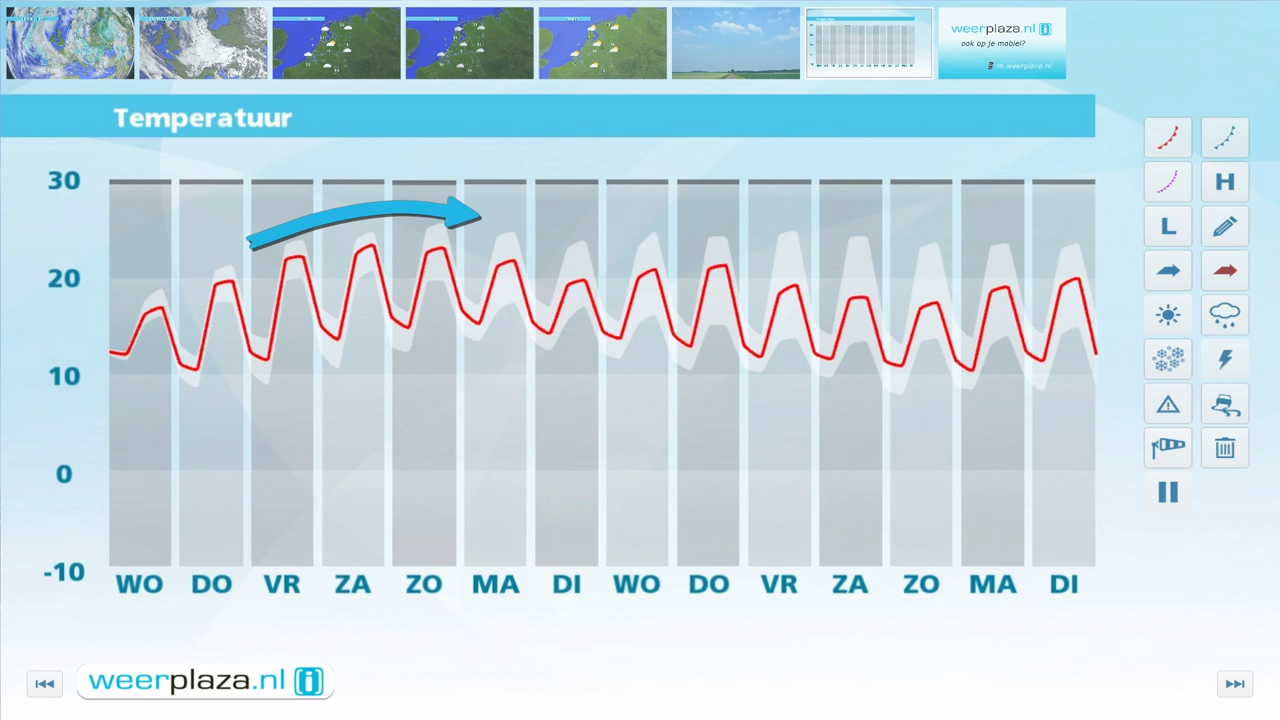 weerplaza.nl i
ook op je mobiel?
m.weerplaza.nl
Temperatuur
30
20
10
0
-10
WO DO VR ZA ZO MA DI WO DO VR ZA ZO MA DI
H
L
weerplaza.nl i